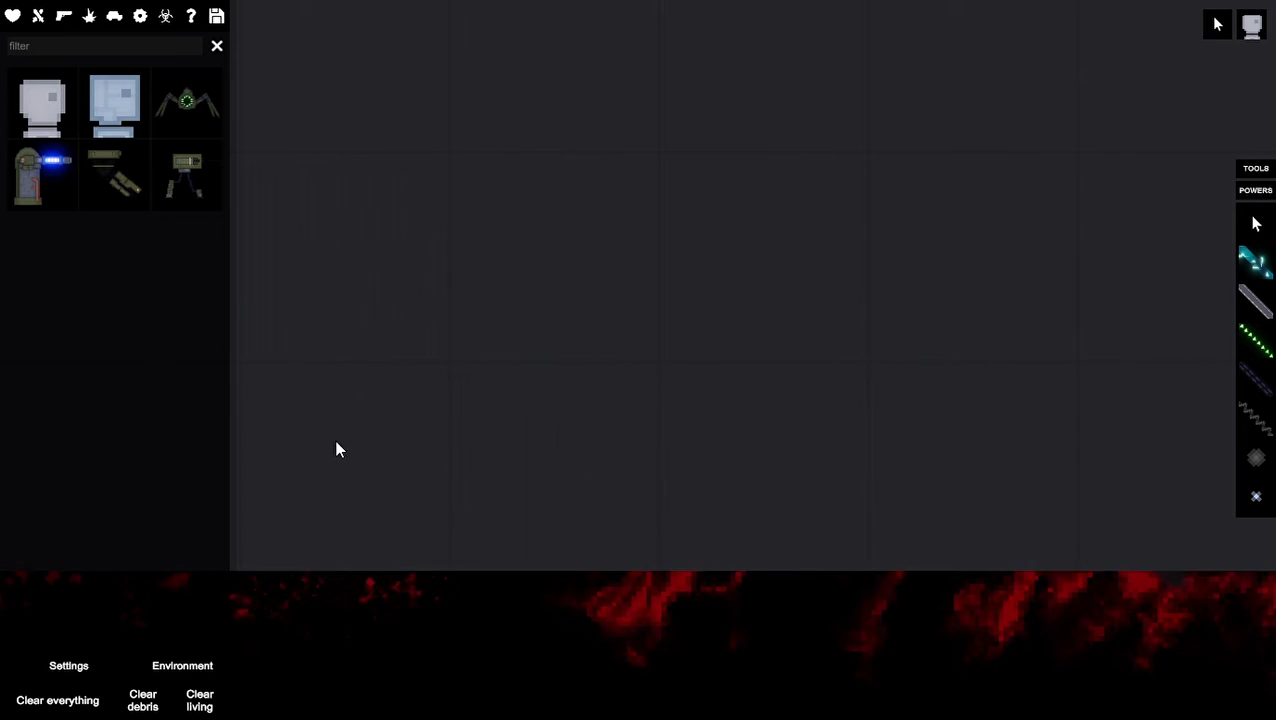 filter
TOOLS
POWERS
Settings
Environment
Clear everything
Clear
debris
Clear
living